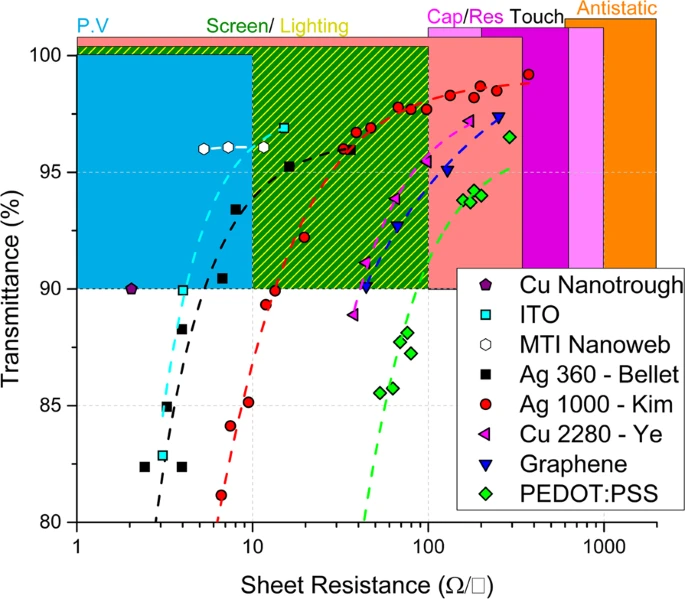 Antistatic
P.V Screen/ Lighting Cap/Res Touch
100
95
90
85
80
Transmittance (%)
Cu Nanotrough
ITO
MTI Nanoweb
Ag 360 - Bellet
Ag 1000 - Kim
Cu 2280 - Ye
Graphene
PEDOT:PSS
1 10 100 1000
Sheet Resistance (Ω/□)